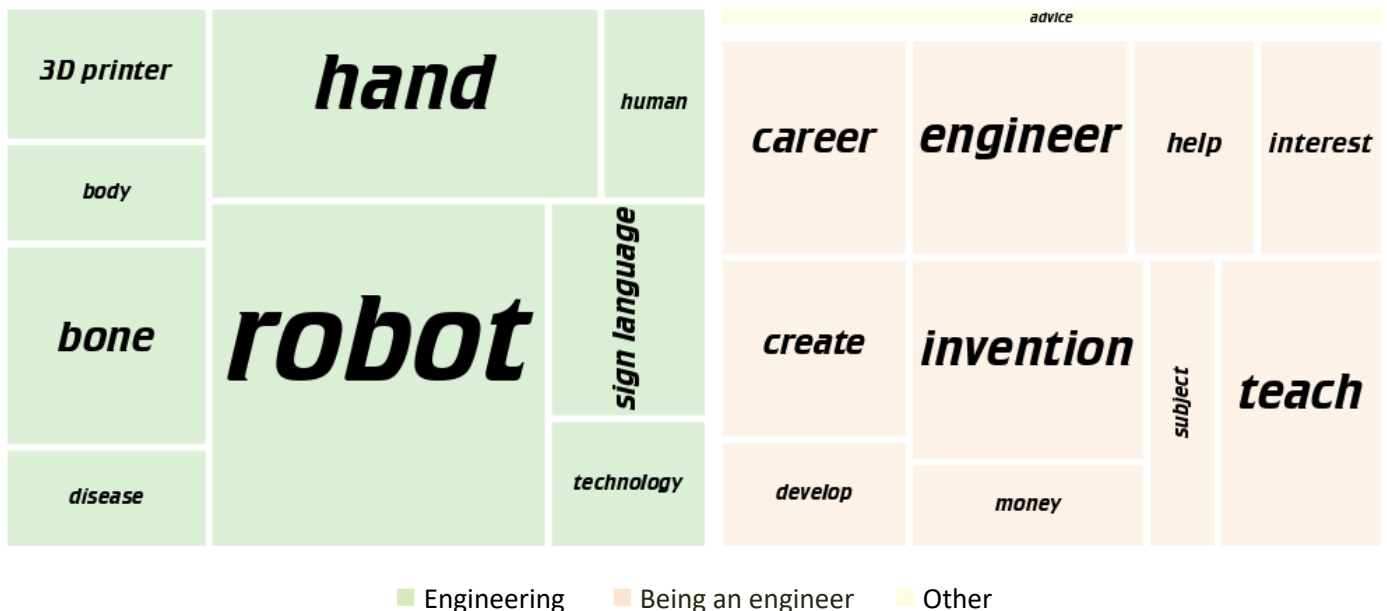 3D printer
body
bone
disease
hand
human
robot
sign language
technology
advice
career
engineer
help
interest
create
invention
subject
teach
develop
money
Engineering
Being an engineer
Other